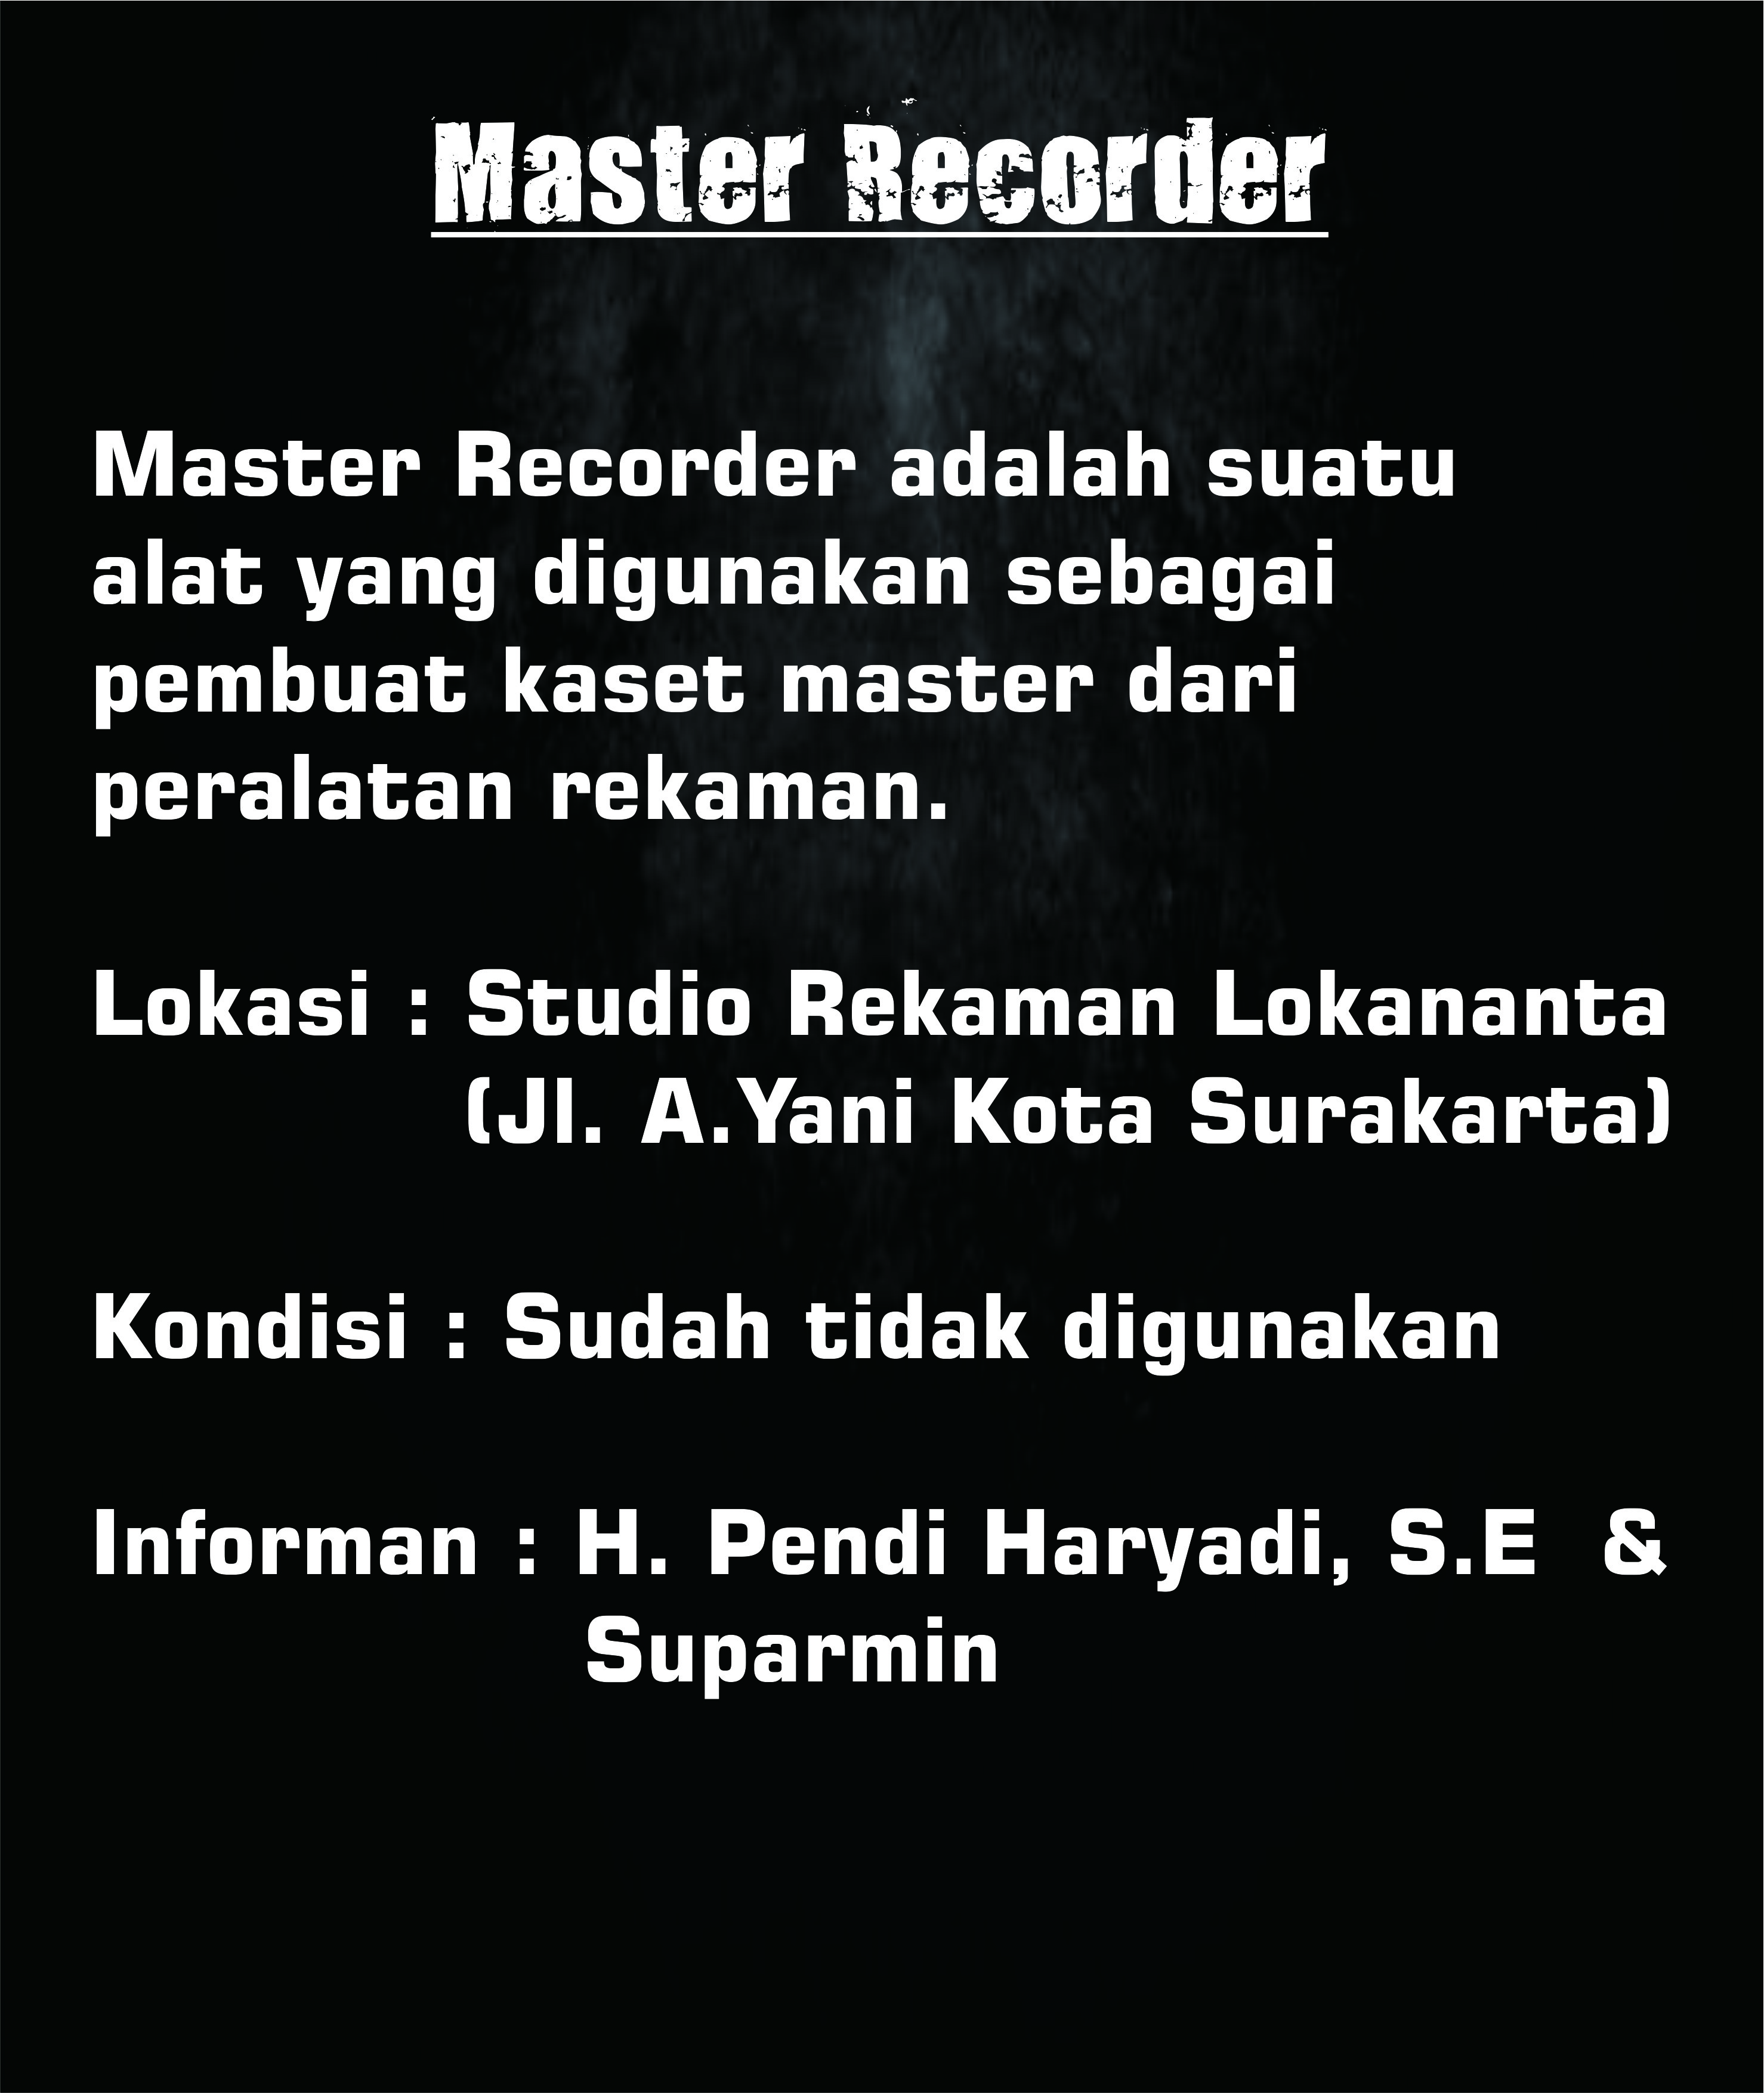 Master Recorder
Master Recorder adalah suatu
alat yang digunakan sebagai
pembuat kaset master dari
peralatan rekaman.
Lokasi : Studio Rekaman Lokananta
(Jl. A.Yani Kota Surakarta)
Kondisi : Sudah tidak digunakan
Informan : H. Pendi Haryadi, S.E &
Suparmin